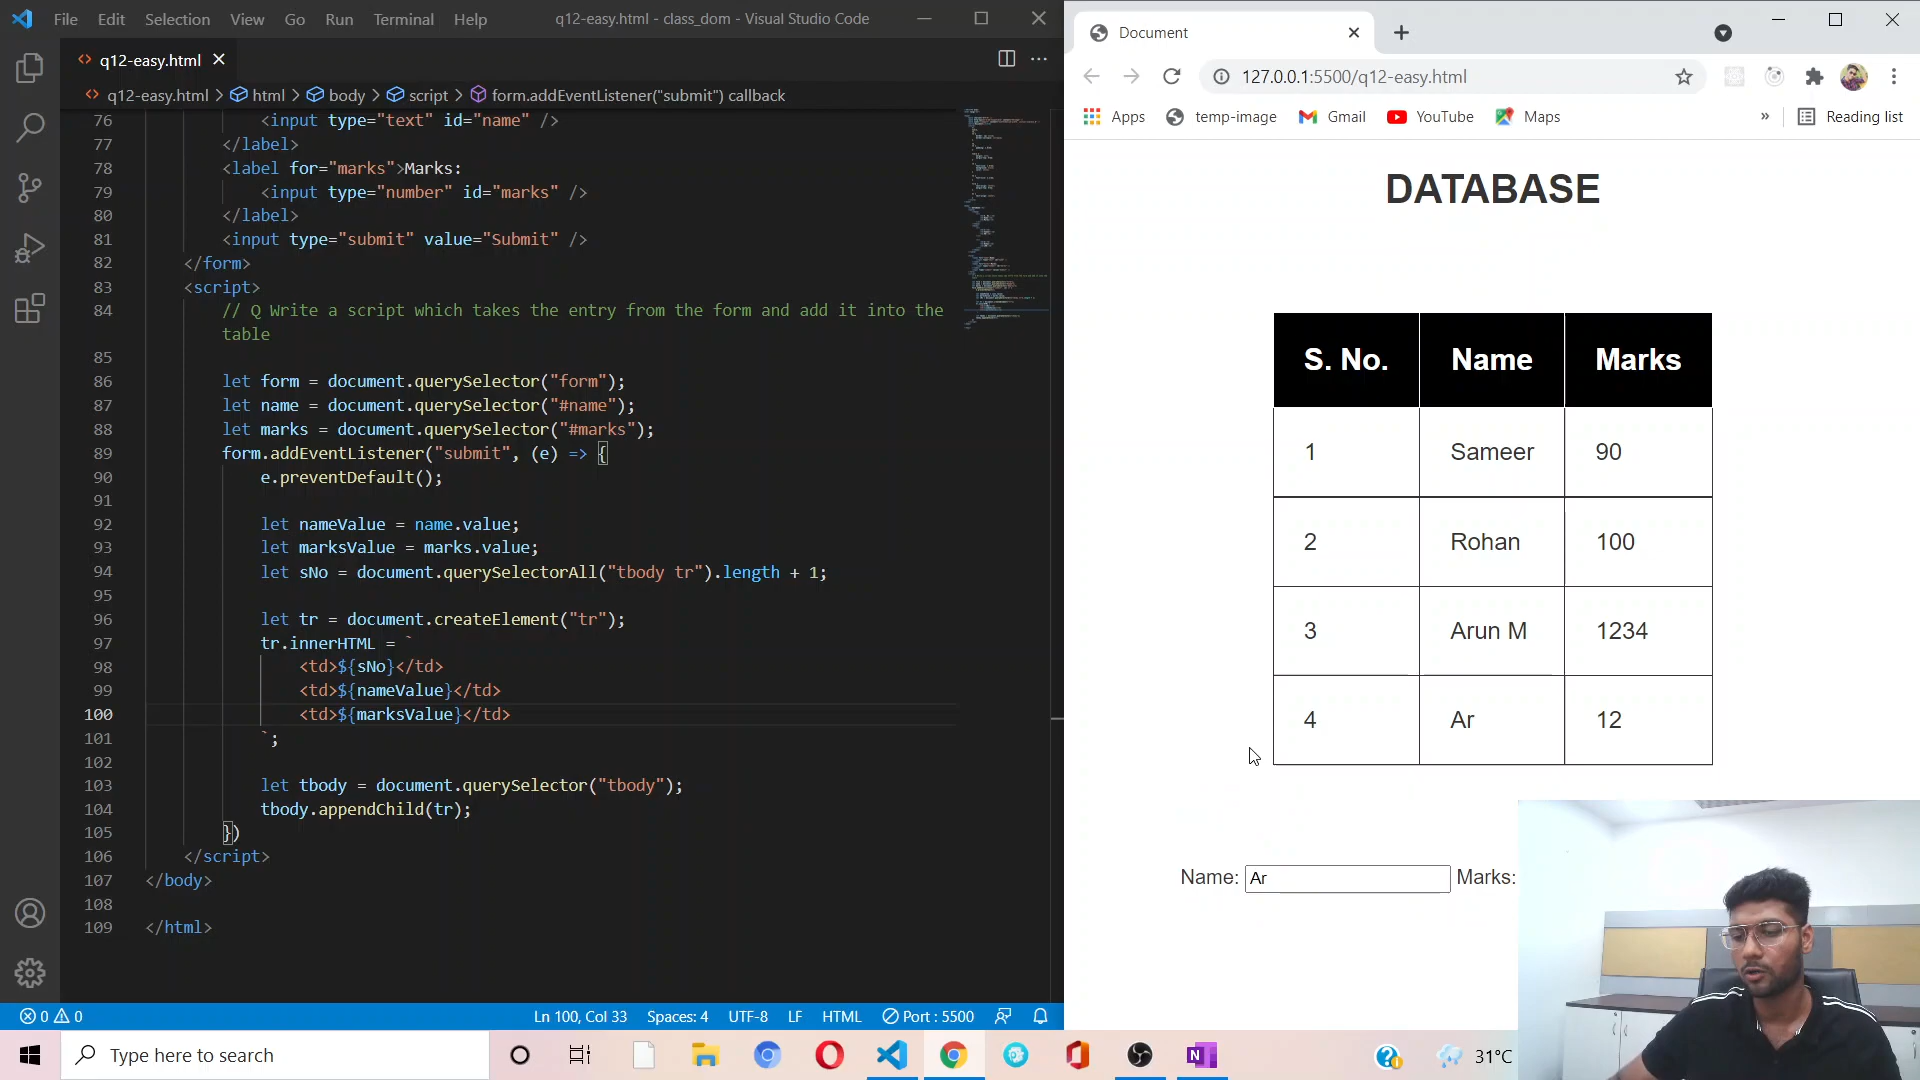 File Edit Selection View Go Run Terminal Help q12-easy.html - class_dom - Visual Studio Code
q12-easy.html
q12-easy.html > html > body > script > form.addEventListener("submit") callback
76 <input type="text" id="name" />
77 </label>
78 <label for="marks">Marks:
79 <input type="number" id="marks" />
80 </label>
81 <input type="submit" value="Submit" />
82 </form>
83 <script>
84 // Q Write a script which takes the entry from the form and add it into the
table
85
86 let form = document.querySelector("form");
87 let name = document.querySelector("#name");
88 let marks = document.querySelector("#marks");
89 form.addEventListener("submit", (e) => {
90 e.preventDefault();
91
92 let nameValue = name.value;
93 let marksValue = marks.value;
94 let sNo = document.querySelectorAll("tbody tr").length + 1;
95
96 let tr = document.createElement("tr");
97 tr.innerHTML = `
98 <td>${sNo}</td>
99 <td>${nameValue}</td>
100 <td>${marksValue}</td>
101 `;
102
103 let tbody = document.querySelector("tbody");
104 tbody.appendChild(tr);
105 })
106 </script>
107 </body>
108
109 </html>
0 0 Ln 100, Col 33 Spaces: 4 UTF-8 LF HTML Port : 5500
Document
127.0.0.1:5500/q12-easy.html
Apps temp-image Gmail YouTube Maps » Reading list
DATABASE
S. No. Name Marks
1 Sameer 90
2 Rohan 100
3 Arun M 1234
4 Ar 12
Name: Ar Marks:
Type here to search
31°C